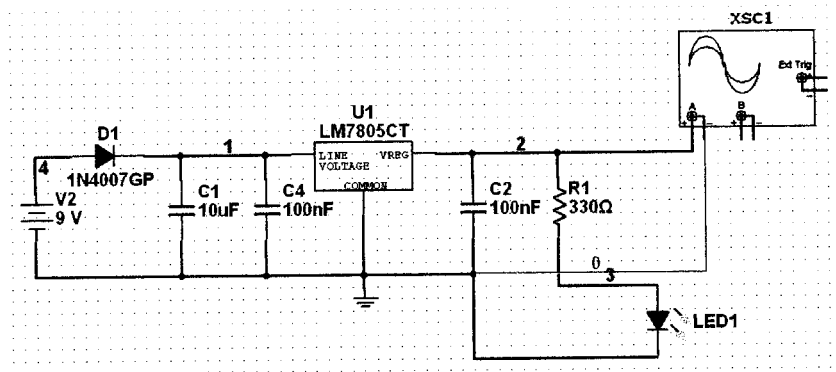 XSC1
Ext Trig
+
-
A
B
+
-
+
-
U1
LM7805CT
D1
1
LINE
VOLTAGE
VREG
COMMON
2
4
1N4007GP
V2
9 V
C1
10uF
C4
100nF
C2
100nF
R1
330Ω
0
3
LED1